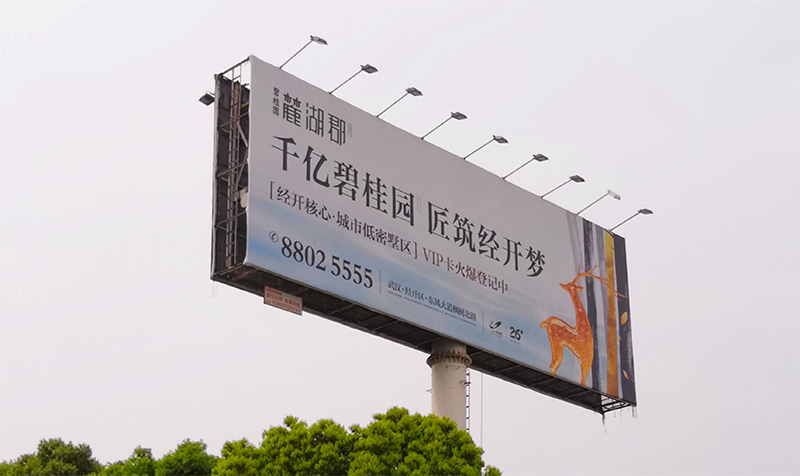 碧桂园 麓湖郡
千亿碧桂园 匠筑经开梦
[经开核心·城市低密墅区] VIP卡火爆登记中
8802 5555
武汉·经开区·东风大道枫树北路
26°